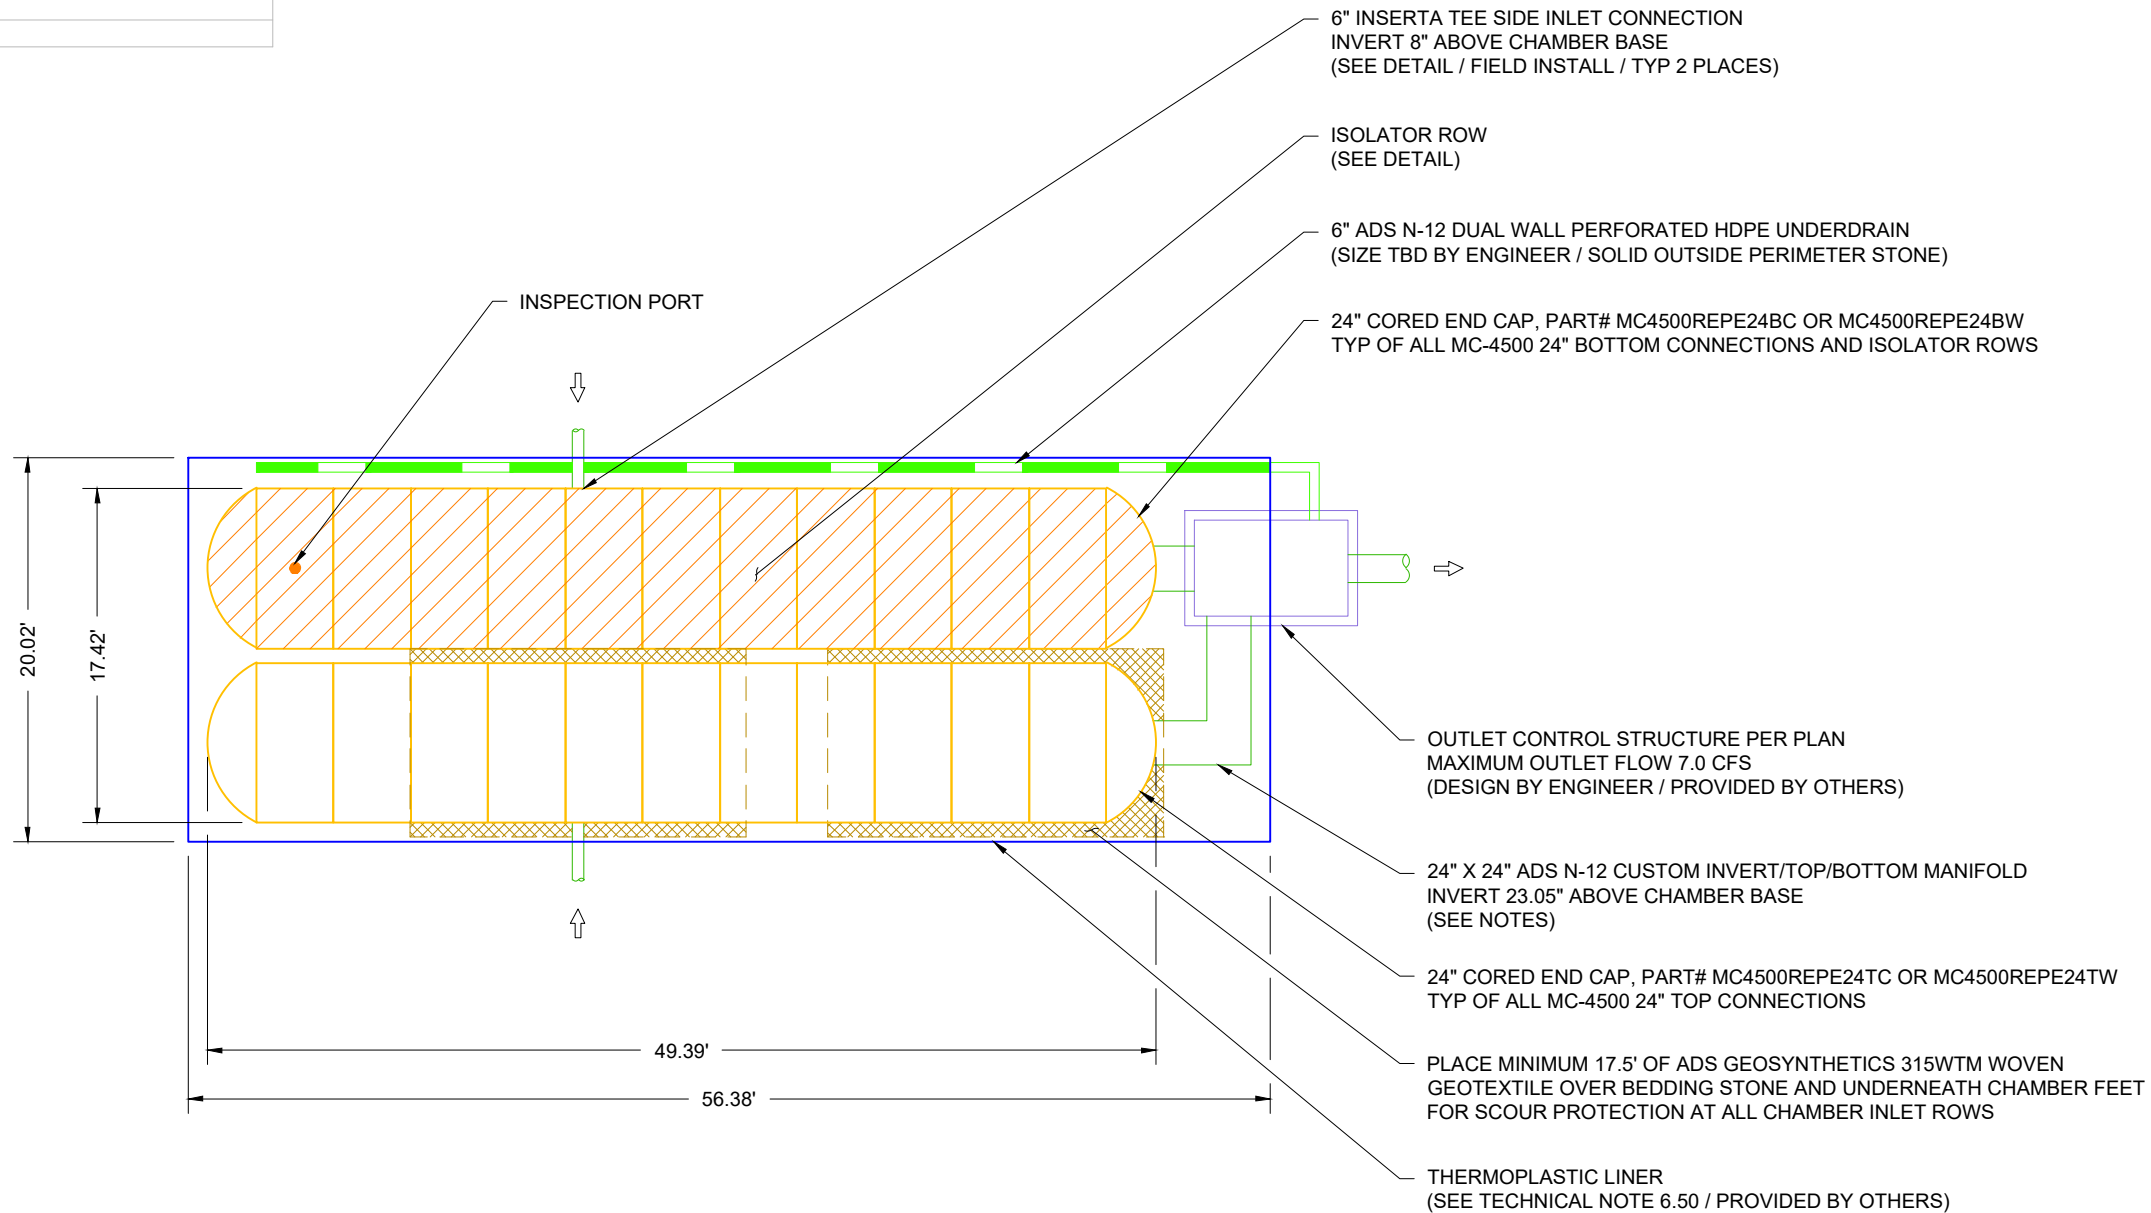 6" INSERTA TEE SIDE INLET CONNECTION
INVERT 8" ABOVE CHAMBER BASE
(SEE DETAIL / FIELD INSTALL / TYP 2 PLACES)
ISOLATOR ROW
(SEE DETAIL)
6" ADS N-12 DUAL WALL PERFORATED HDPE UNDERDRAIN
(SIZE TBD BY ENGINEER / SOLID OUTSIDE PERIMETER STONE)
INSPECTION PORT
24" CORED END CAP, PART# MC4500REPE24BC OR MC4500REPE24BW
TYP OF ALL MC-4500 24" BOTTOM CONNECTIONS AND ISOLATOR ROWS
20.02'
17.42'
OUTLET CONTROL STRUCTURE PER PLAN
MAXIMUM OUTLET FLOW 7.0 CFS
(DESIGN BY ENGINEER / PROVIDED BY OTHERS)
24" X 24" ADS N-12 CUSTOM INVERT/TOP/BOTTOM MANIFOLD
INVERT 23.05" ABOVE CHAMBER BASE
(SEE NOTES)
24" CORED END CAP, PART# MC4500REPE24TC OR MC4500REPE24TW
TYP OF ALL MC-4500 24" TOP CONNECTIONS
49.39'
56.38'
PLACE MINIMUM 17.5' OF ADS GEOSYNTHETICS 315WTM WOVEN
GEOTEXTILE OVER BEDDING STONE AND UNDERNEATH CHAMBER FEET
FOR SCOUR PROTECTION AT ALL CHAMBER INLET ROWS
THERMOPLASTIC LINER
(SEE TECHNICAL NOTE 6.50 / PROVIDED BY OTHERS)